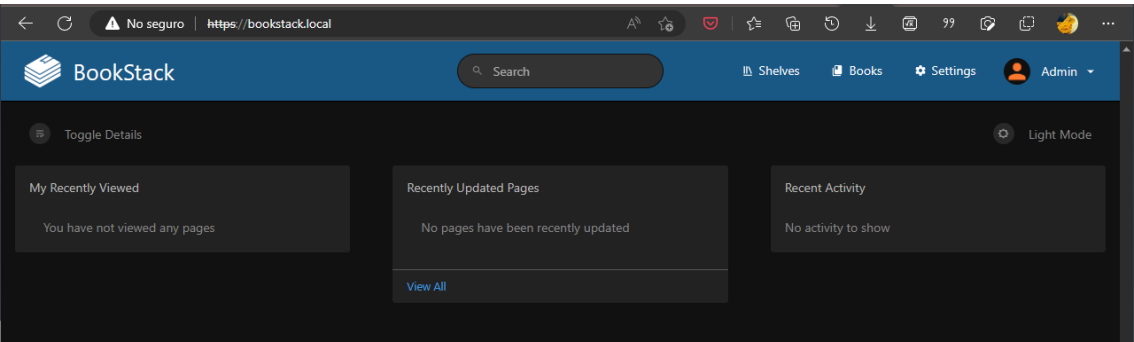 No seguro https://bookstack.local
BookStack Search Shelves Books Settings Admin
Toggle Details Light Mode
My Recently Viewed
You have not viewed any pages
Recently Updated Pages
No pages have been recently updated
View All
Recent Activity
No activity to show